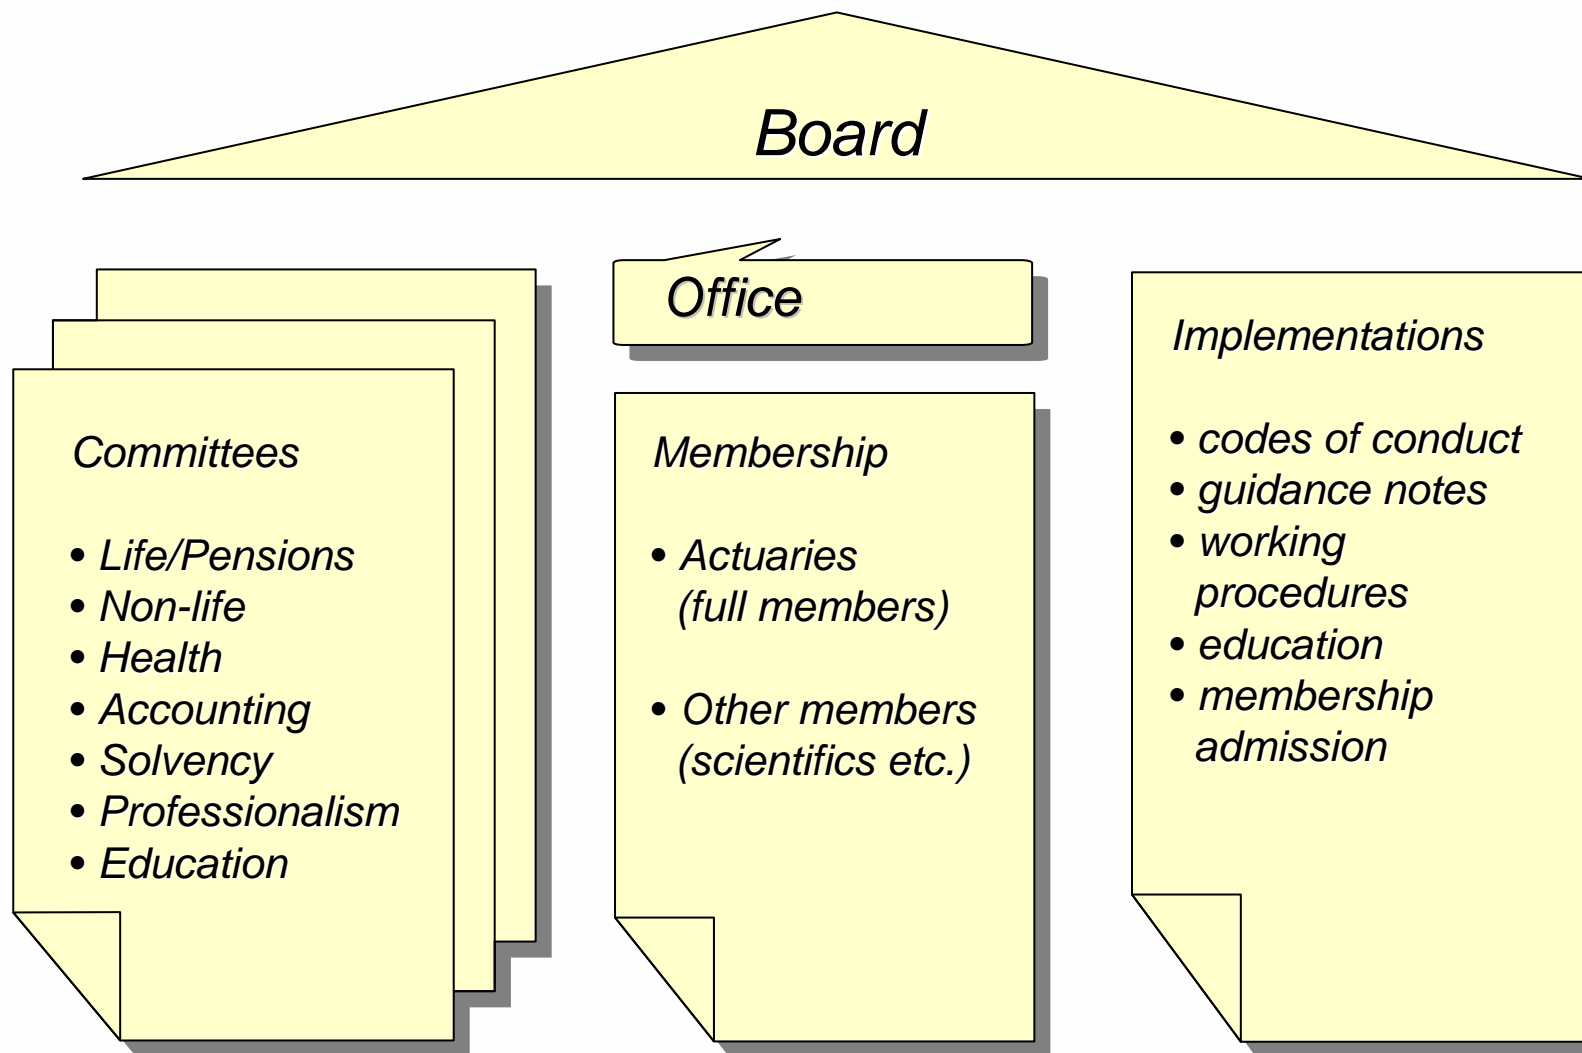 Board
Office
Committees
• Life/Pensions
• Non-life
• Health
• Accounting
• Solvency
• Professionalism
• Education
Membership
• Actuaries
(full members)
• Other members
(scientifics etc.)
Implementations
• codes of conduct
• guidance notes
• working
procedures
• education
• membership
admission